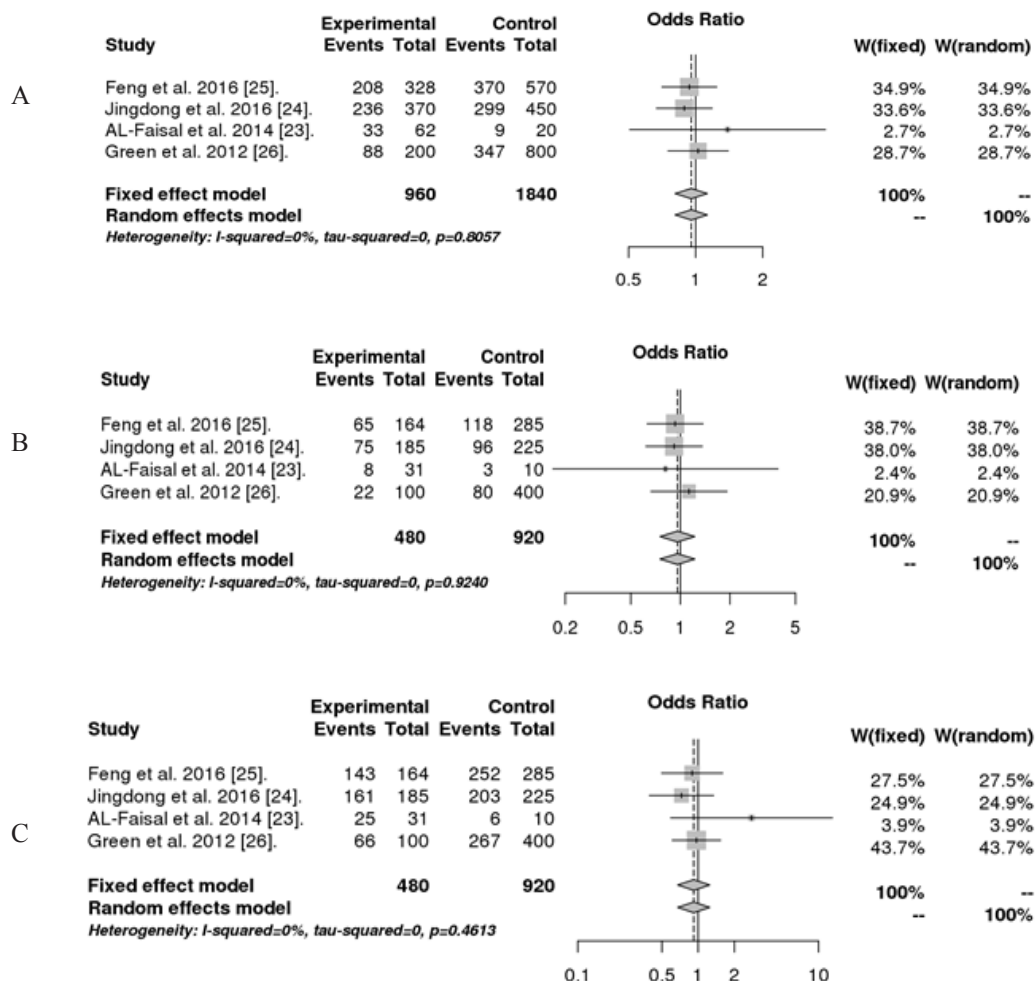 A
Experimental Control Odds Ratio
Study Events Total Events Total W(fixed) W(random)
Feng et al. 2016 [25]. 208 328 370 570 34.9% 34.9%
Jingdong 2016 [24]. 236 370 299 450 33.6% 33.6%
AL-Faisal et al. 2014 [23]. 33 62 9 20 2.7% 2.7%
Green et al. 2012 [26]. 88 200 347 800 28.7% 28.7%
Fixed effect model 960 1840 100% --
Random effects model -- 100%
Heterogeneity: I-squared=0%, tau-squared=0, p=0.8057
0.5 1 2
B
Experimental Control Odds Ratio
Study Events Total Events Total W(fixed) W(random)
Feng et al. 2016 [25]. 65 164 118 285 38.7% 38.7%
Jingdong 2016 [24]. 75 185 96 225 38.0% 38.0%
AL-Faisal et al. 2014 [23]. 8 31 3 10 2.4% 2.4%
Green et al. 2012 [26]. 22 100 80 400 20.9% 20.9%
Fixed effect model 480 920 100% --
Random effects model -- 100%
Heterogeneity: I-squared=0%, tau-squared=0, p=0.9240
0.2 0.5 1 2 5
C
Experimental Control Odds Ratio
Study Events Total Events Total W(fixed) W(random)
Feng et al. 2016 [25]. 143 164 252 285 27.5% 27.5%
Jingdong 2016 [24]. 161 185 203 225 24.9% 24.9%
AL-Faisal et al. 2014 [23]. 25 31 6 10 3.9% 3.9%
Green et al. 2012 [26]. 66 100 267 400 43.7% 43.7%
Fixed effect model 480 920 100% --
Random effects model -- 100%
Heterogeneity: I-squared=0%, tau-squared=0, p=0.4613
0.1 0.5 1 2 10